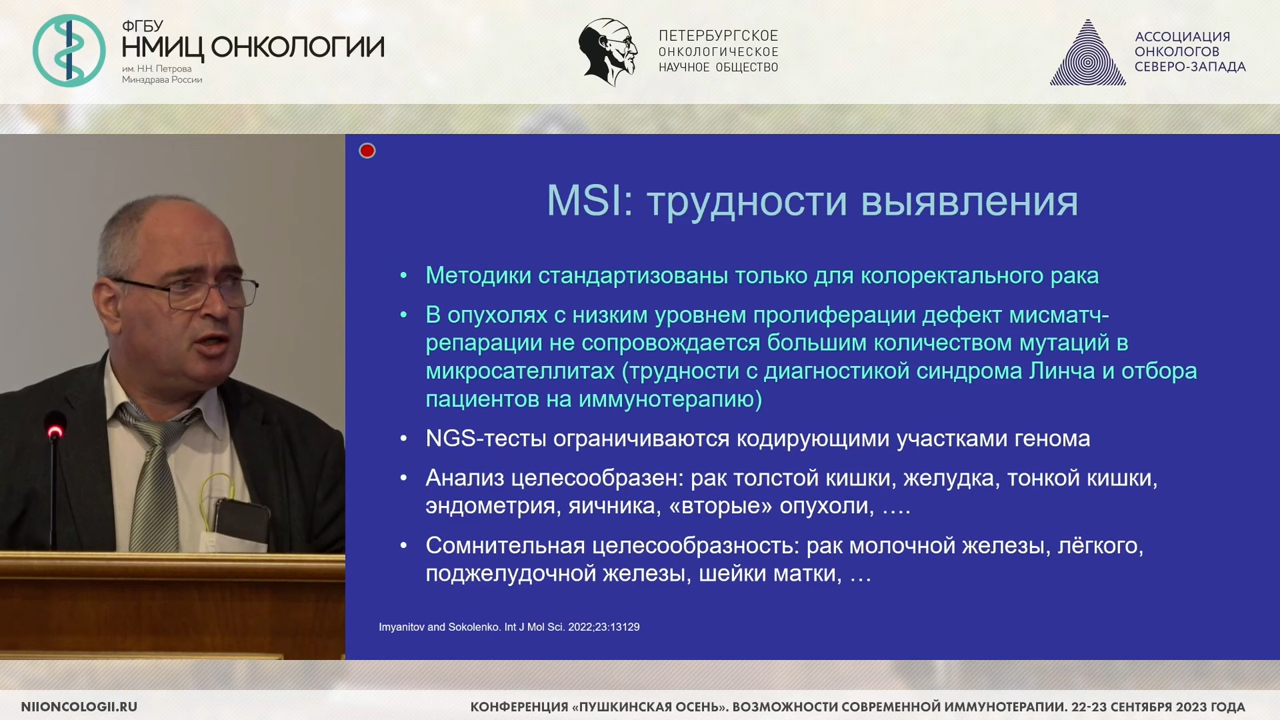 ФГБУ
НМИЦ ОНКОЛОГИИ
им. Н.Н. Петрова
Минздрава России
ПЕТЕРБУРГСКОЕ
ОНКОЛОГИЧЕСКОЕ
НАУЧНОЕ ОБЩЕСТВО
АССОЦИАЦИЯ
ОНКОЛОГОВ
СЕВЕРО-ЗАПАДА
MSI: трудности выявления
• Методики стандартизованы только для колоректального рака
• В опухолях с низким уровнем пролиферации дефект мисматч-
репарации не сопровождается большим количеством мутаций в
микросателлитах (трудности с диагностикой синдрома Линча и отбора
пациентов на иммунотерапию)
• NGS-тесты ограничиваются кодирующими участками генома
• Анализ целесообразен: рак толстой кишки, желудка, тонкой кишки,
эндометрия, яичника, «вторые» опухоли, ….
• Сомнительная целесообразность: рак молочной железы, лёгкого,
поджелудочной железы, шейки матки, …
Imyanitov and Sokolenko. Int J Mol Sci. 2022;23:13129
NIIONCOLOGII.RU
КОНФЕРЕНЦИЯ «ПУШКИНСКАЯ ОСЕНЬ». ВОЗМОЖНОСТИ СОВРЕМЕННОЙ ИММУНОТЕРАПИИ. 22-23 СЕНТЯБРЯ 2023 ГОДА